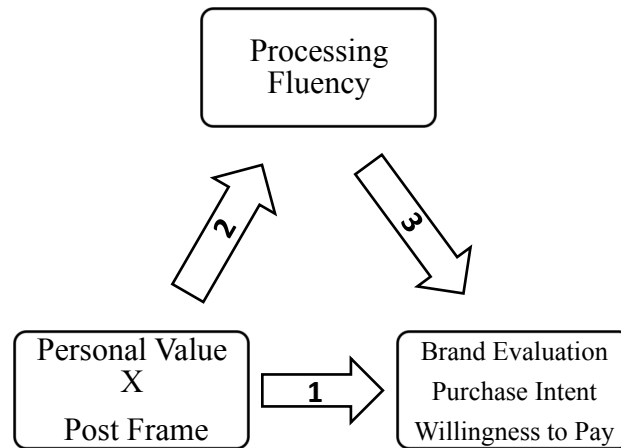 Processing
Fluency
2
3
Personal Value
X
Post Frame
1
Brand Evaluation
Purchase Intent
Willingness to Pay